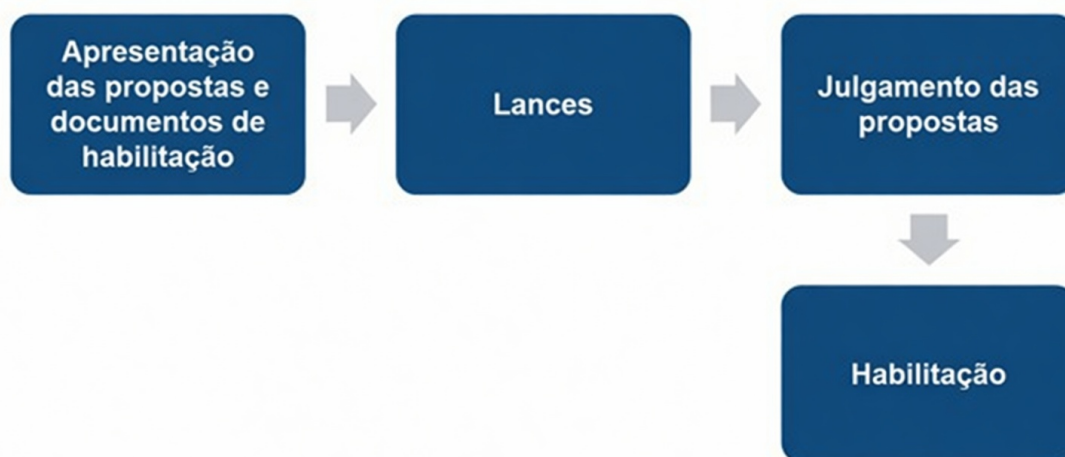 Apresentação
das propostas e
documentos de
habilitação
Lances
Julgamento das
propostas
Habilitação